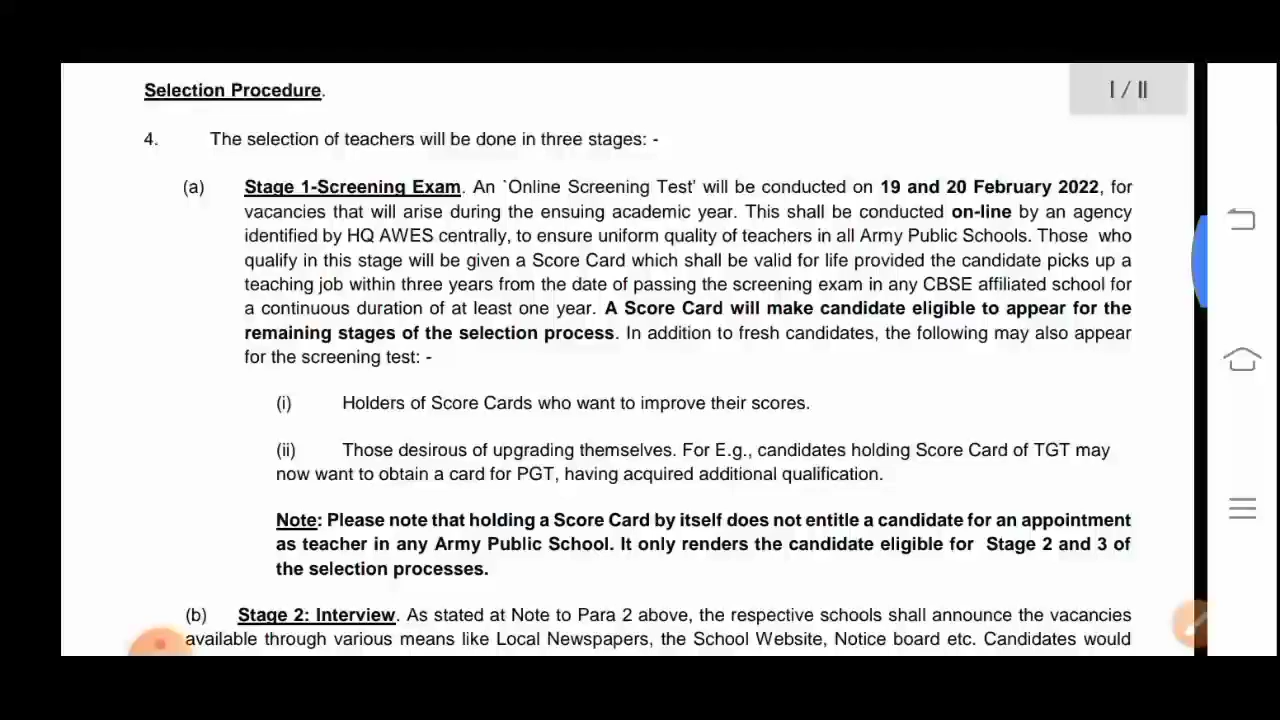 I / II
Selection Procedure.
4. The selection of teachers will be done in three stages: -
(a) Stage 1-Screening Exam. An `Online Screening Test' will be conducted on 19 and 20 February 2022, for
vacancies that will arise during the ensuing academic year. This shall be conducted on-line by an agency
identified by HQ AWES centrally, to ensure uniform quality of teachers in all Army Public Schools. Those who
qualify in this stage will be given a Score Card which shall be valid for life provided the candidate picks up a
teaching job within three years from the date of passing the screening exam in any CBSE affiliated school for
a continuous duration of at least one year. A Score Card will make candidate eligible to appear for the
remaining stages of the selection process. In addition to fresh candidates, the following may also appear
for the screening test: -
(i) Holders of Score Cards who want to improve their scores.
(ii) Those desirous of upgrading themselves. For E.g., candidates holding Score Card of TGT may
now want to obtain a card for PGT, having acquired additional qualification.
Note: Please note that holding a Score Card by itself does not entitle a candidate for an appointment
as teacher in any Army Public School. It only renders the candidate eligible for Stage 2 and 3 of
the selection processes.
(b) Stage 2: Interview. As stated at Note to Para 2 above, the respective schools shall announce the vacancies
available through various means like Local Newspapers, the School Website, Notice board etc. Candidates would